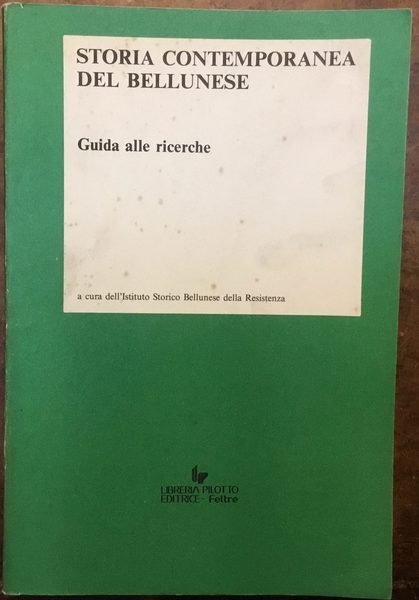 STORIA CONTEMPORANEA
DEL BELLUNESE
Guida alle ricerche
a cura dell'Istituto Storico Bellunese della Resistenza
LIBRERIA PILOTTO
EDITRICE - Feltre